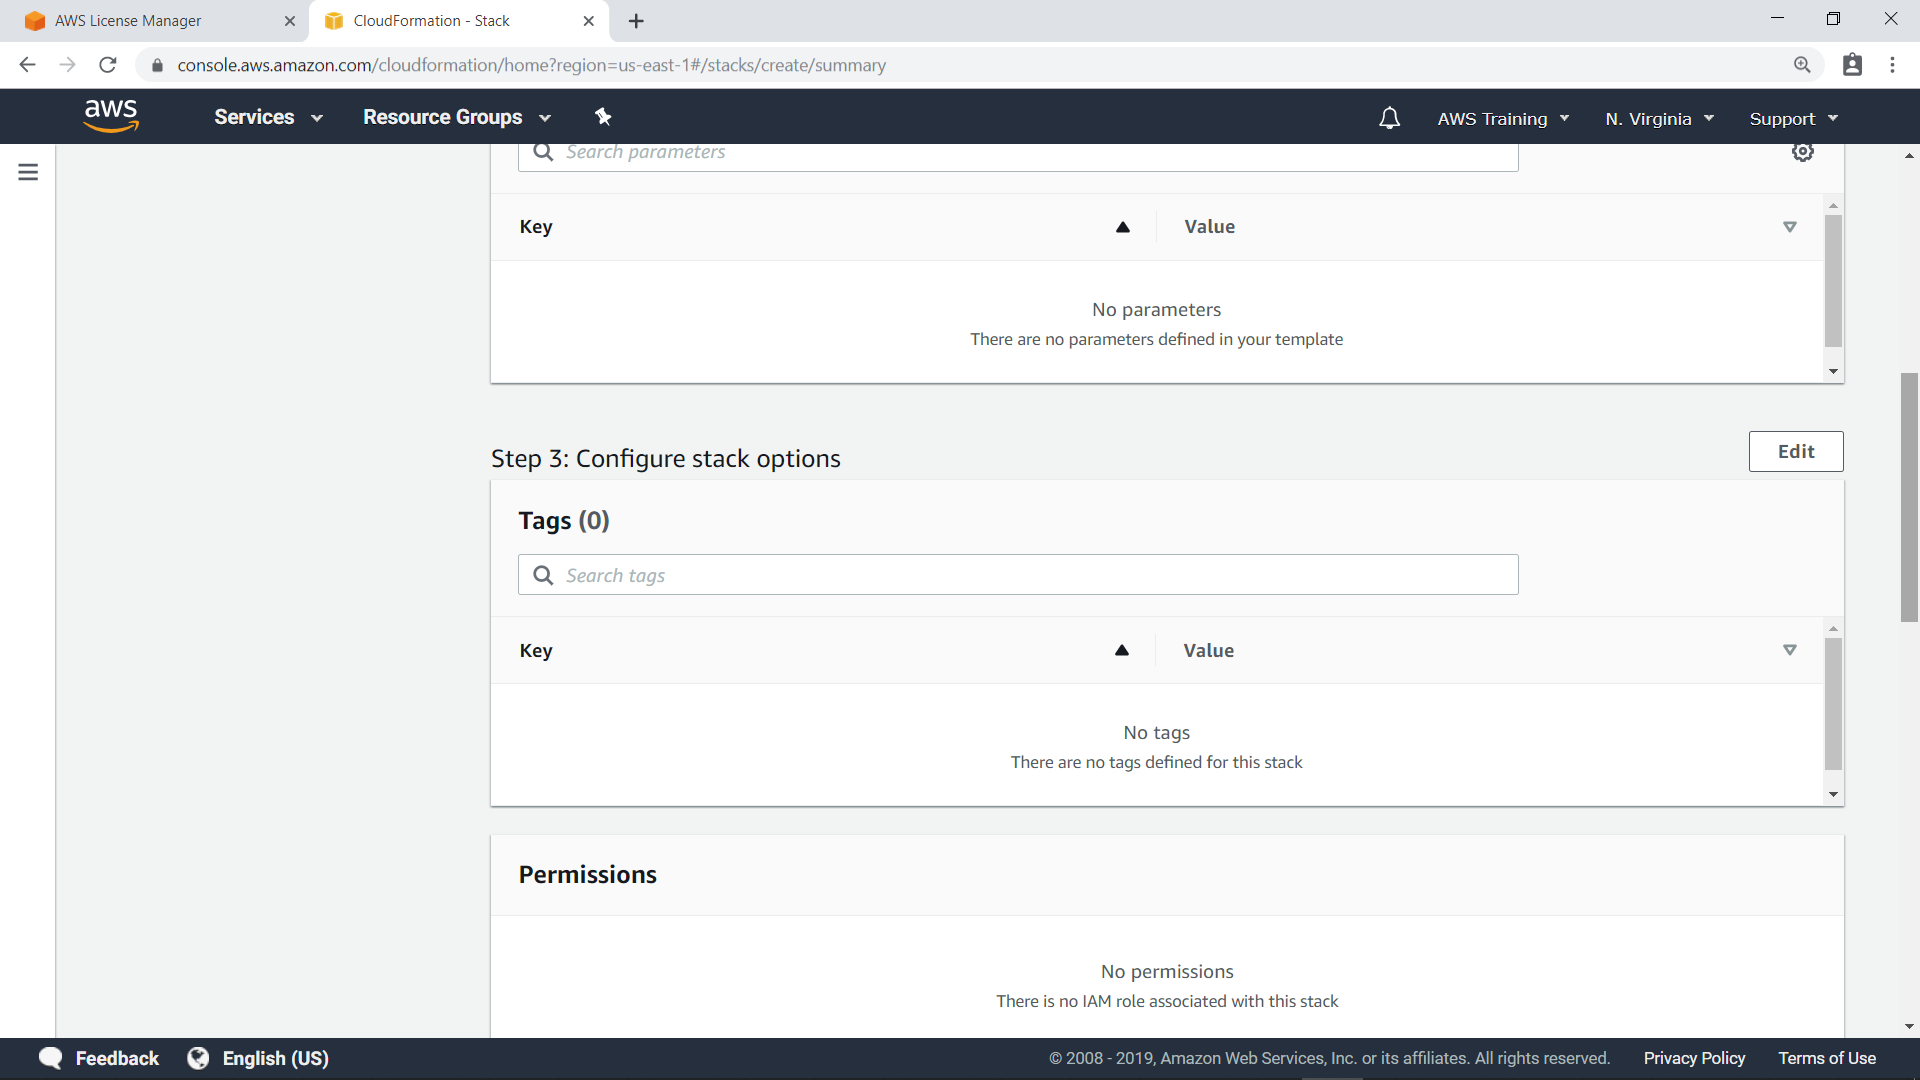 AWS License Manager
CloudFormation - Stack
console.aws.amazon.com/cloudformation/home?region=us-east-1#/stacks/create/summary
aws
Services
Resource Groups
AWS Training
N. Virginia
Support
Search parameters
Key
Value
No parameters
There are no parameters defined in your template
Step 3: Configure stack options
Edit
Tags (0)
Search tags
Key
Value
No tags
There are no tags defined for this stack
Permissions
No permissions
There is no IAM role associated with this stack
Feedback
English (US)
© 2008 - 2019, Amazon Web Services, Inc. or its affiliates. All rights reserved.
Privacy Policy
Terms of Use